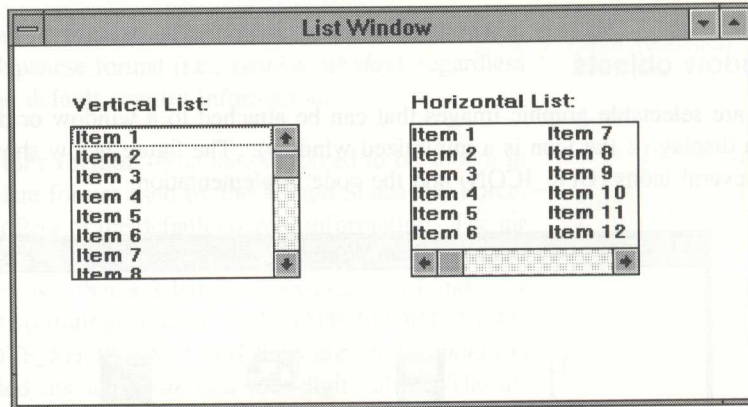 List Window
Vertical List:
Item 1
Item 2
Item 3
Item 4
Item 5
Item 6
Item 7
Item 8
Horizontal List:
Item 1 Item 7
Item 2 Item 8
Item 3 Item 9
Item 4 Item 10
Item 5 Item 11
Item 6 Item 12